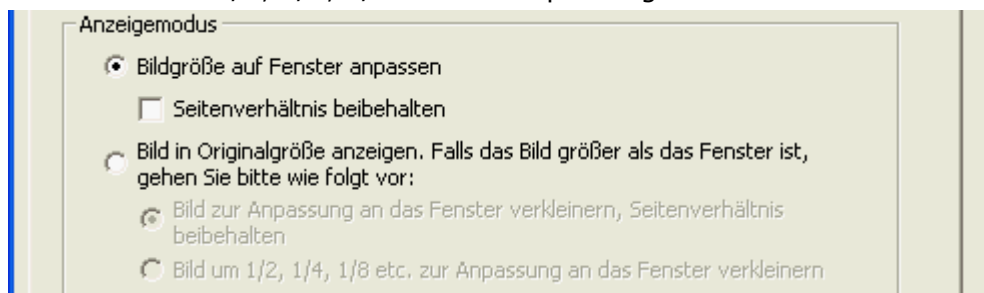 Anzeigemodus
Bildgröße auf Fenster anpassen
Seitenverhältnis beibehalten
Bild in Originalgröße anzeigen. Falls das Bild größer als das Fenster ist,
gehen Sie bitte wie folgt vor:
Bild zur Anpassung an das Fenster verkleinern, Seitenverhältnis
beibehalten
Bild um 1/2, 1/4, 1/8 etc. zur Anpassung an das Fenster verkleinern